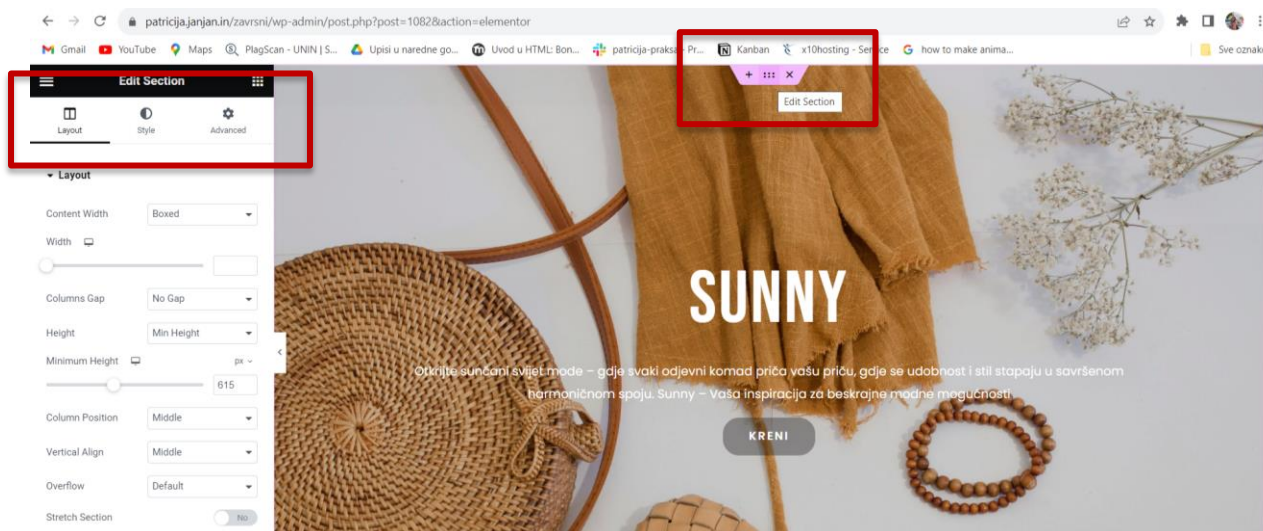 patricija.janjan.in/zavrsni/wp-admin/post.php?post=1082&action=elementor
Gmail YouTube Maps PlagScan - UNIN | S... Upisi u naredne go... Uvod u HTML: Bon... patricija-praksa - Pr... Kanban x10hosting - Service how to make anima... Sve oznake
Edit Section
Layout Style Advanced
Edit Section
Layout
Content Width Boxed
Width
Columns Gap No Gap
Height Min Height
Minimum Height px
615
Column Position Middle
Vertical Align Middle
Overflow Default
Stretch Section No
SUNNY
Otkrijte sunčani svijet mode – gdje svaki odjevni komad priča vašu priču, gdje se udobnost i stil stapaju u savršenom
harmoničnom spoju. Sunny – Vaša inspiracija za beskrajne modne mogućnosti.
KRENI